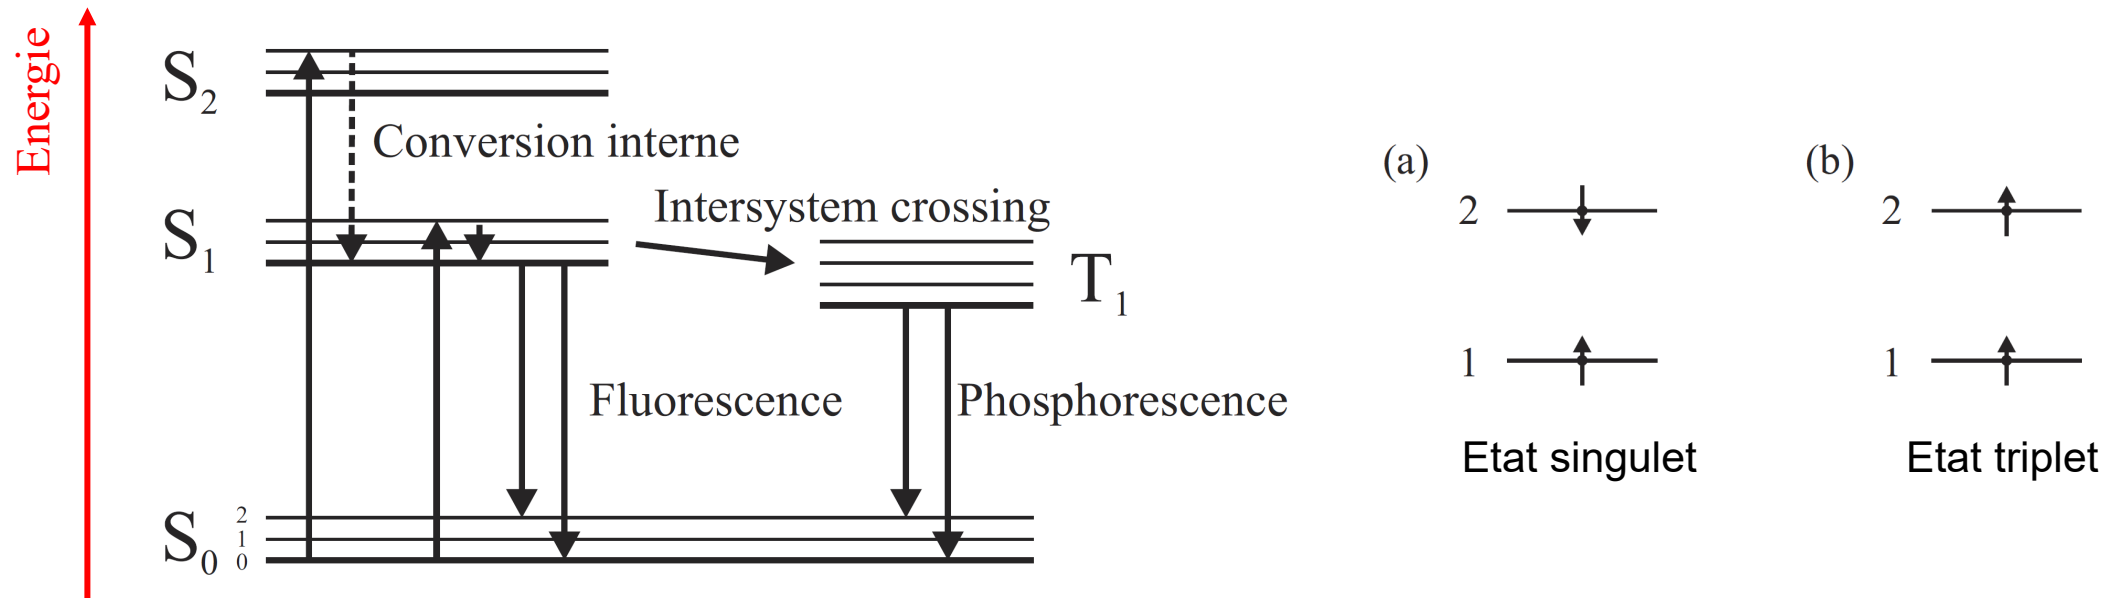 Energie
S2
Conversion interne
S1
Intersystem crossing
T1
Fluorescence
Phosphorescence
S0
2
1
0
(a)
2
1
Etat singulet
(b)
2
1
Etat triplet